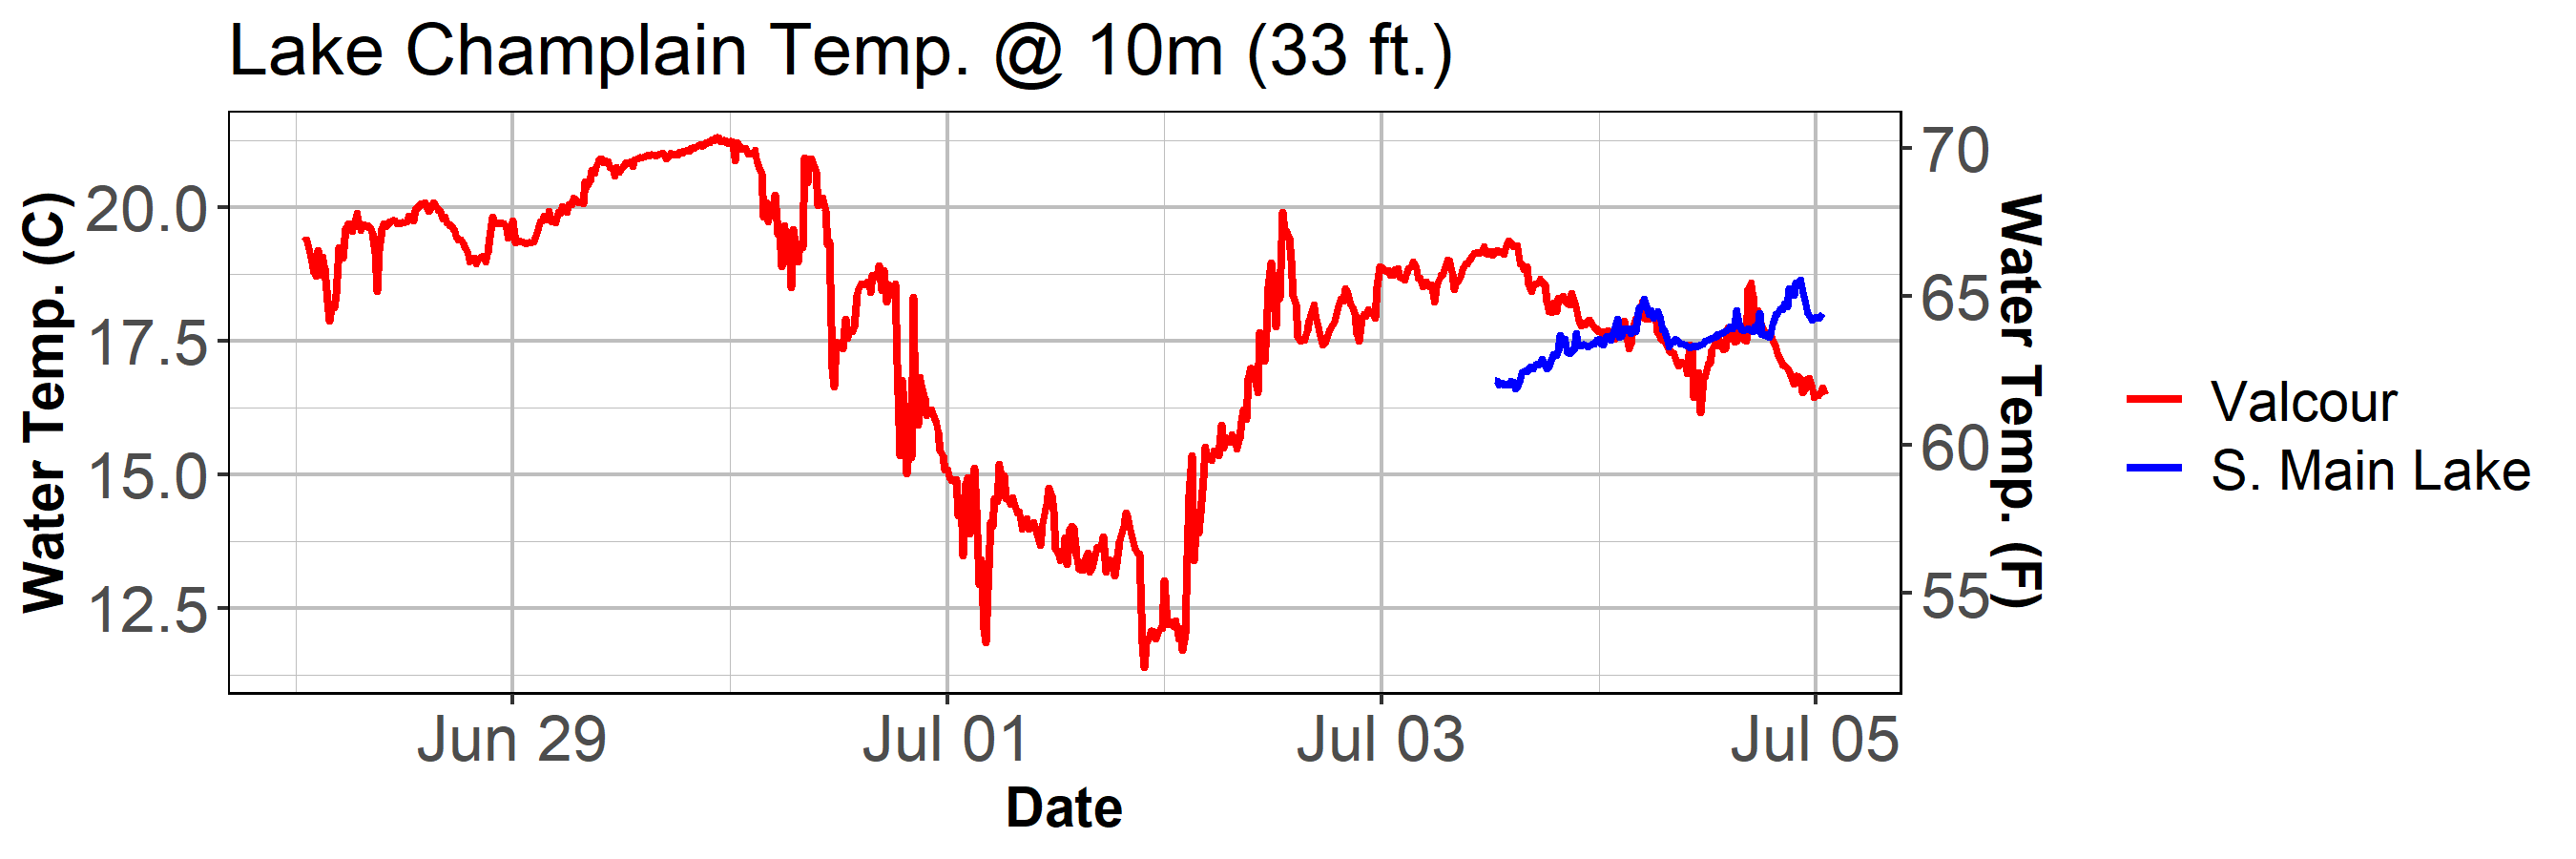 Lake Champlain Temp. @ 10m (33 ft.)
Water Temp. (C)
20.0
17.5
15.0
12.5
70
65
60
55
Water Temp. (F)
Jun 29
Jul 01
Jul 03
Jul 05
Date
Valcour
S. Main Lake